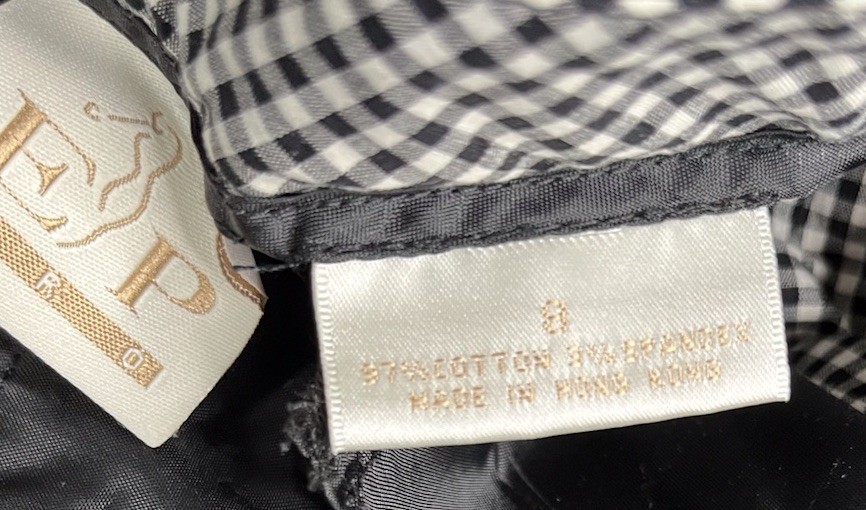 E P
R O
8
97% COTTON 3% SPANDEX
MADE IN HONG KONG